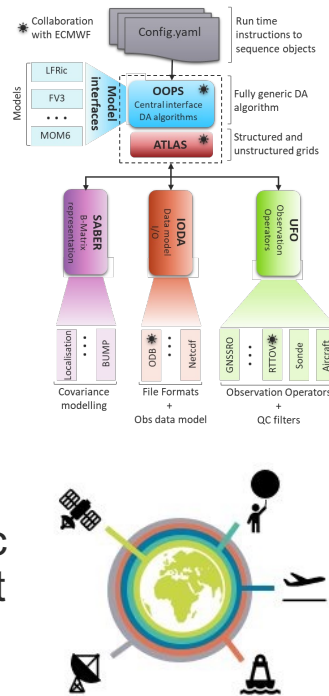 Collaboration
with ECMWF
Config.yaml
Run time
instructions to
sequence objects
Models
LFRic
FV3
MOM6
Model
interfaces
OOPS
Central interface
DA algorithms
Fully generic DA
algorithm
ATLAS
Structured and
unstructured grids
SABER
B-Matrix
representation
IODA
Data model
I/O
UFO
Observation
Operators
Localisation
BUMP
ODB
Netcdf
GNSSRO
RTTOV
Sonde
Aircraft
Covariance
modelling
File Formats
+
Obs data model
Observation Operators
+
QC filters
c
t